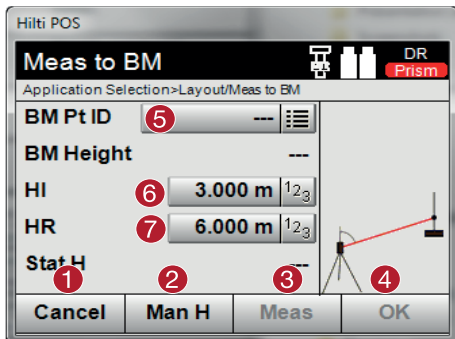 Hilti POS
Meas to BM
DR
Prism
Application Selection>Layout/Meas to BM
BM Pt ID 5 ---
BM Height ---
HI 6 3.000 m 123
HR 7 6.000 m 123
Stat H ---
1 2 3 4
Cancel Man H Meas OK